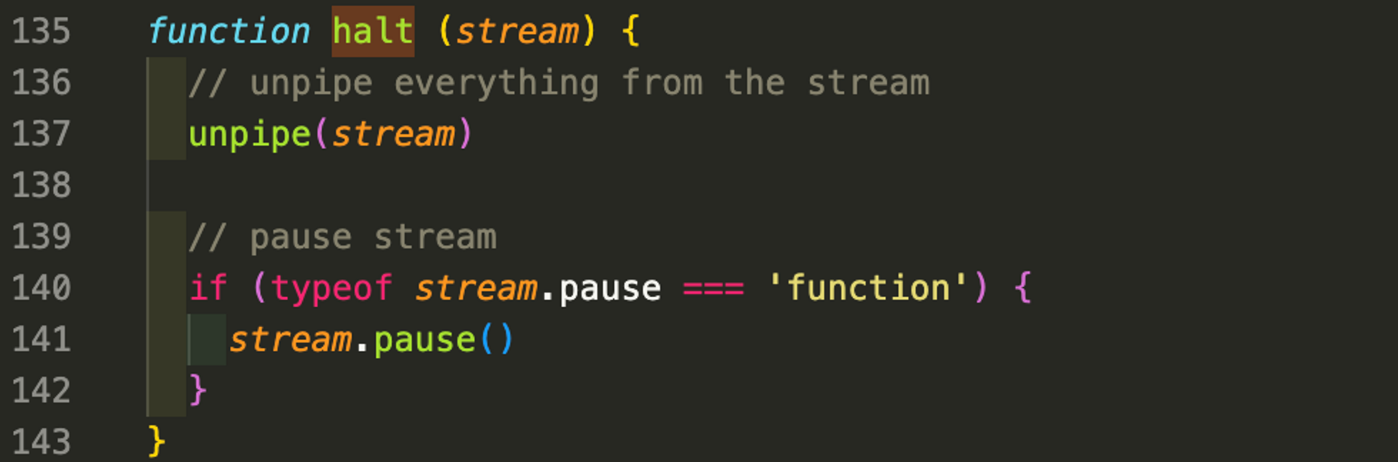 135 function halt (stream) {
136 // unpipe everything from the stream
137 unpipe(stream)
138
139 // pause stream
140 if (typeof stream.pause === 'function') {
141 stream.pause()
142 }
143 }